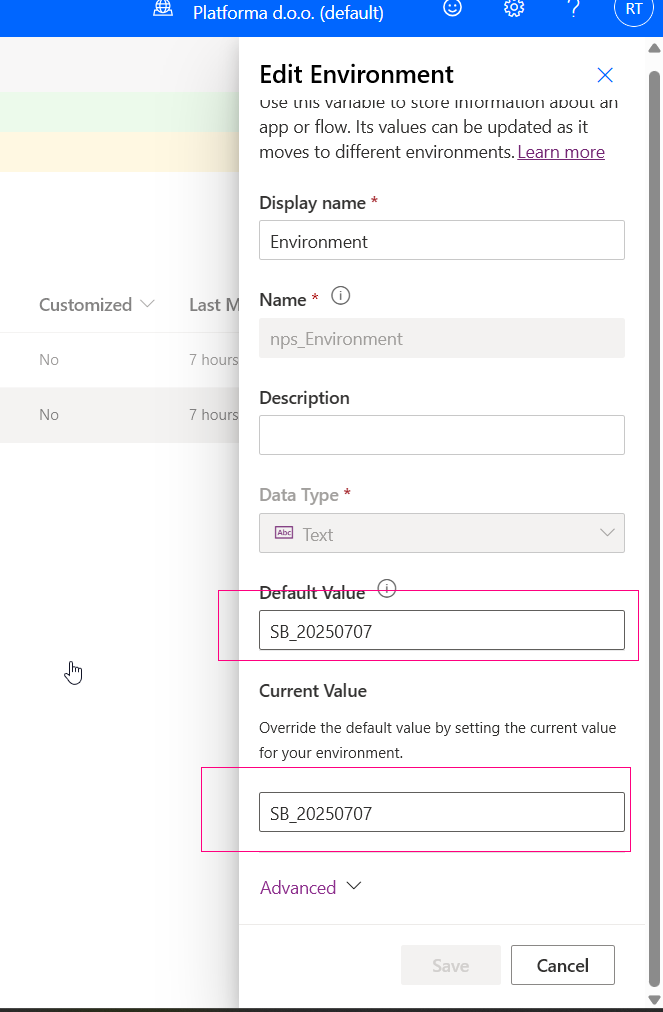 Platforma d.o.o. (default)
RT
Edit Environment
Use this variable to store information about an
app or flow. Its values can be updated as it
moves to different environments. Learn more
Display name *
Environment
Customized
Last M
Name *
nps_Environment
No
7 hours
Description
No
7 hours
Data Type *
Abc
Text
Default Value
SB_20250707
Current Value
Override the default value by setting the current value
for your environment.
SB_20250707
Advanced
Save
Cancel